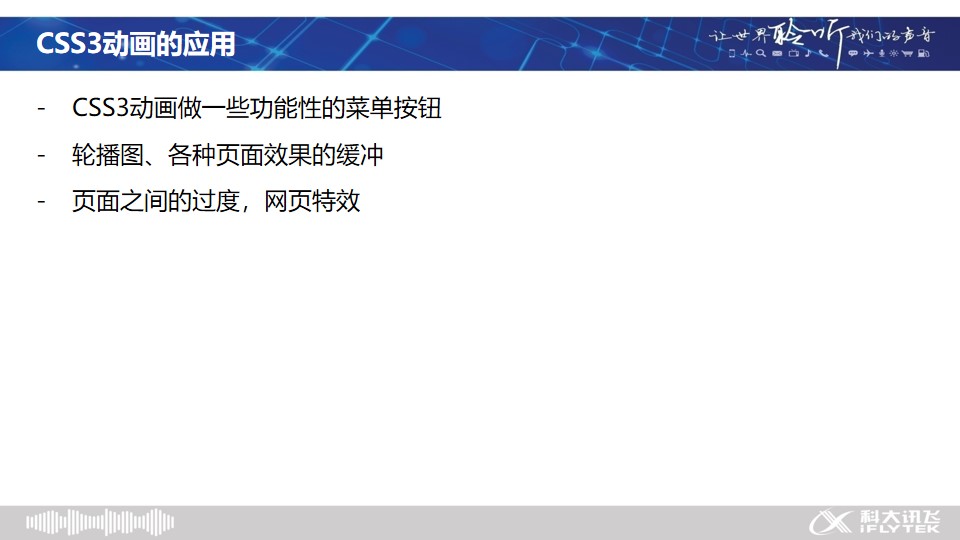 CSS3动画的应用
让世界聆听我们的声音
- CSS3动画做一些功能性的菜单按钮
- 轮播图、各种页面效果的缓冲
- 页面之间的过度，网页特效
科大讯飞
iFLYTEK